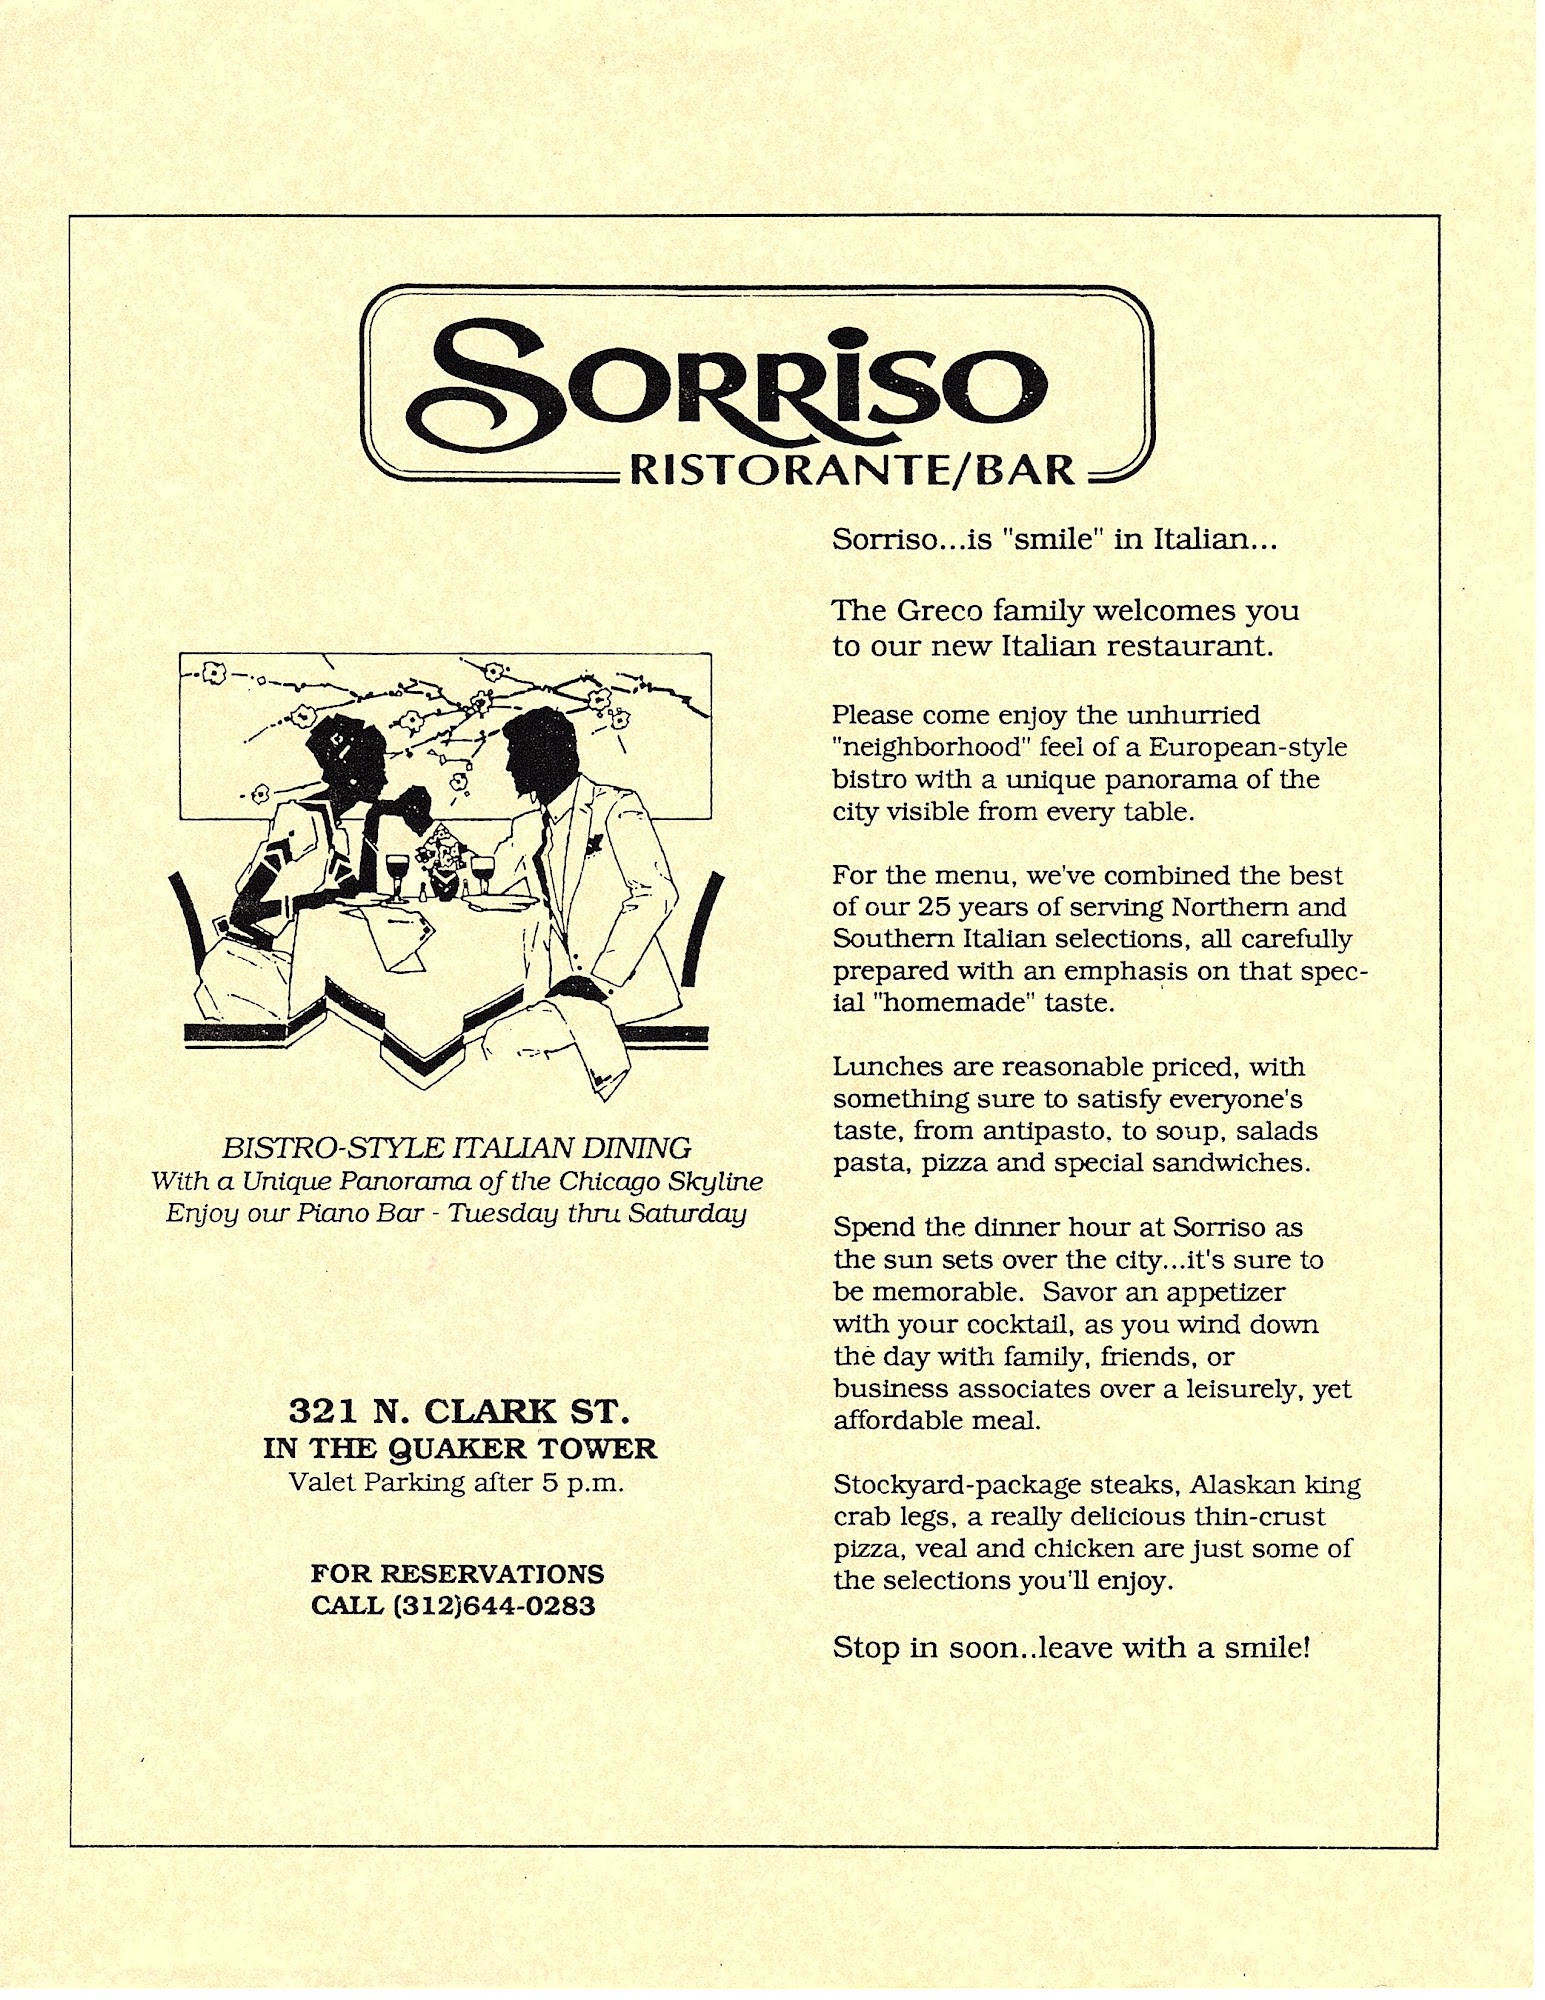 SORRISO
RISTORANTE/BAR
BISTRO-STYLE ITALIAN DINING
With a Unique Panorama of the Chicago Skyline
Enjoy our Piano Bar - Tuesday thru Saturday
321 N. CLARK ST.
IN THE QUAKER TOWER
Valet Parking after 5 p.m.
FOR RESERVATIONS
CALL (312)644-0283
Sorriso...is "smile" in Italian...
The Greco family welcomes you
to our new Italian restaurant.
Please come enjoy the unhurried
"neighborhood" feel of a European-style
bistro with a unique panorama of the
city visible from every table.
For the menu, we've combined the best
of our 25 years of serving Northern and
Southern Italian selections, all carefully
prepared with an emphasis on that spec-
ial "homemade" taste.
Lunches are reasonable priced, with
something sure to satisfy everyone's
taste, from antipasto, to soup, salads
pasta, pizza and special sandwiches.
Spend the dinner hour at Sorriso as
the sun sets over the city...it's sure to
be memorable.  Savor an appetizer
with your cocktail, as you wind down
the day with family, friends, or
business associates over a leisurely, yet
affordable meal.
Stockyard-package steaks, Alaskan king
crab legs, a really delicious thin-crust
pizza, veal and chicken are just some of
the selections you'll enjoy.
Stop in soon..leave with a smile!